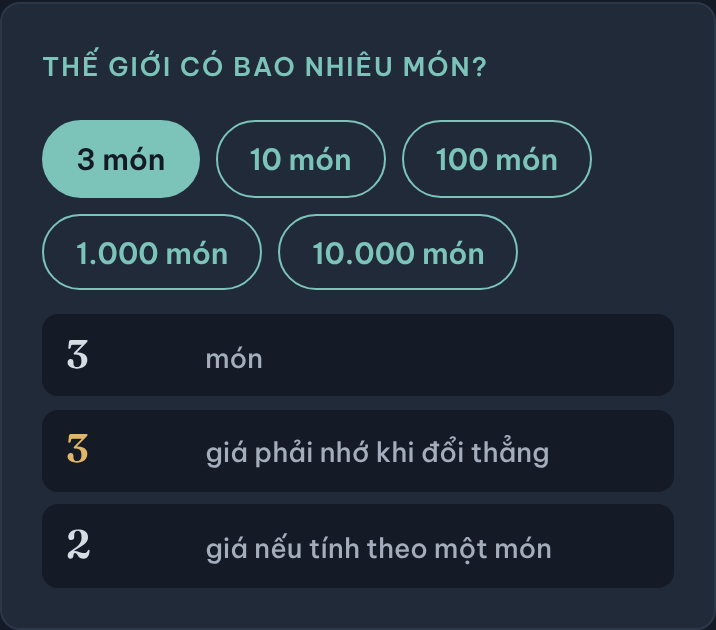 THẾ GIỚI CÓ BAO NHIÊU MÓN?
3 món
10 món
100 món
1.000 món
10.000 món
3 món
3 giá phải nhớ khi đổi thẳng
2 giá nếu tính theo một món